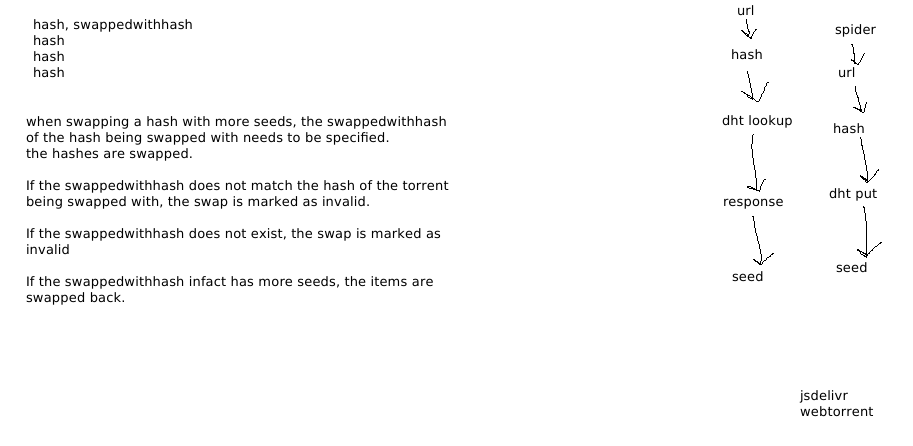 hash, swappedwithhash
hash
hash
hash
when swapping a hash with more seeds, the swappedwithhash
of the hash being swapped with needs to be specified.
the hashes are swapped.
If the swappedwithhash does not match the hash of the torrent
being swapped with, the swap is marked as invalid.
If the swappedwithhash does not exist, the swap is marked as
invalid
If the swappedwithhash infact has more seeds, the items are
swapped back.
url
hash
dht lookup
response
seed
spider
url
hash
dht put
seed
jsdelivr
webtorrent